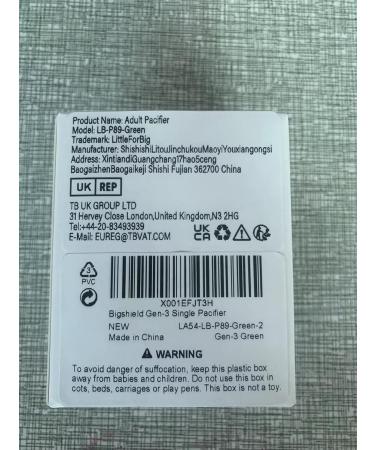 Product Name: Adult Pacifier
Model: LB-P89-Green
Trademark: LittleForBig
Manufacturer: ShishishiLitouJinchukouMaoyiYouxiangongsi
Address: XintiandiGuangchang17hao5ceng
BaogaizhenBaogaikeji Shishi Fujian 362700 China
UK REP
TB UK GROUP LTD
31 Hervey Close London,United Kingdom,N3 2HG
Tel:+44-20-83493939
E-Mail: EUREG@TBVAT.COM
UK
CA
3
PVC
X001EFJT3H
Bigshield Gen-3 Single Pacifier
NEW LA54-LB-P89-Green-2
Made in China Gen-3 Green
WARNING
To avoid danger of suffocation, keep this plastic box
away from babies and children. Do not use this box in
cots, beds, carriages or play pens. This box is not a toy.